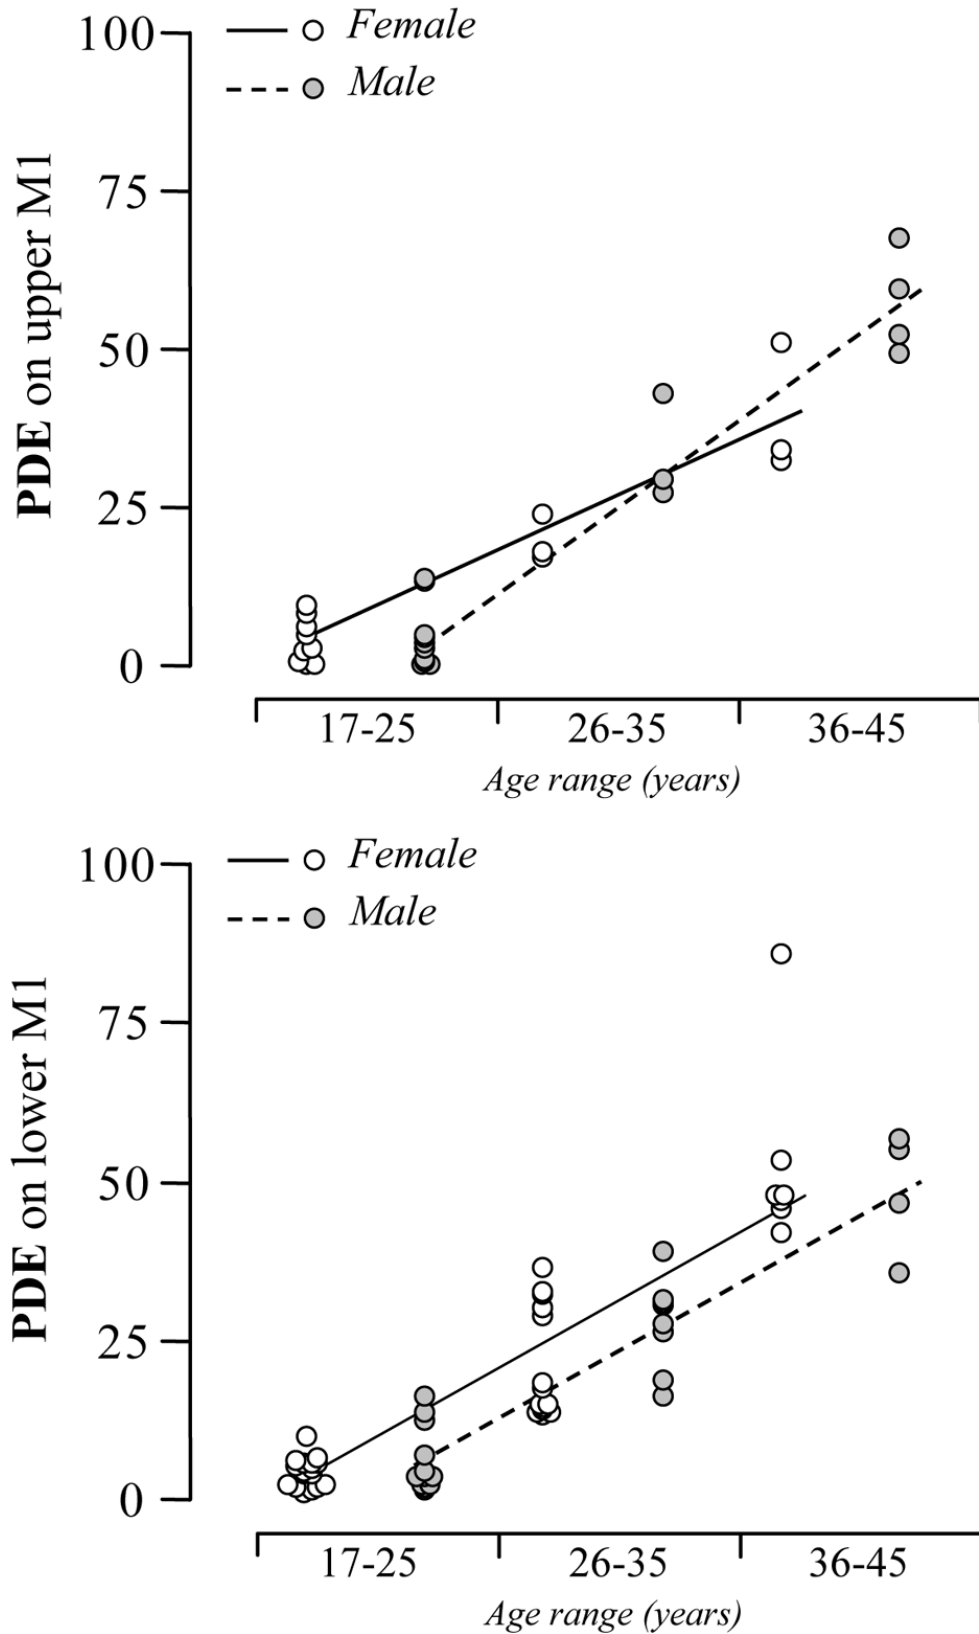 100
Female
Male
75
50
25
0
PDE on upper M1
17-25 26-35 36-45
Age range (years)
100
Female
Male
75
50
25
0
PDE on lower M1
17-25 26-35 36-45
Age range (years)